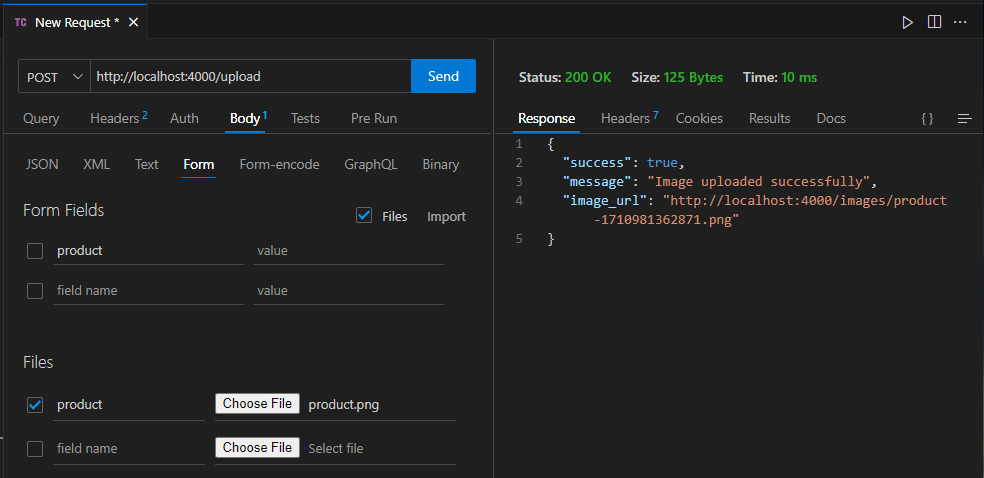 TC New Request *
POST http://localhost:4000/upload Send
Query Headers 2 Auth Body 1 Tests Pre Run
JSON XML Text Form Form-encode GraphQL Binary
Form Fields Files Import
product value
field name value
Files
product Choose File product.png
field name Choose File Select file
Status: 200 OK Size: 125 Bytes Time: 10 ms
Response Headers 7 Cookies Results Docs { }
1 {
2 "success": true,
3 "message": "Image uploaded successfully",
4 "image_url": "http://localhost:4000/images/product
-1710981362871.png"
5 }